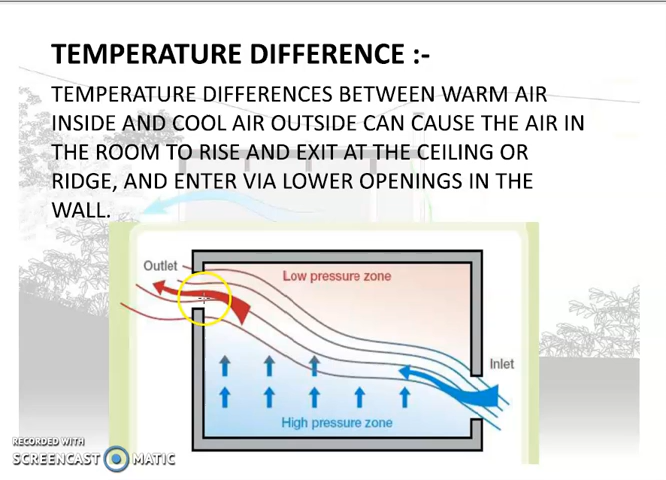 TEMPERATURE DIFFERENCE :-
TEMPERATURE DIFFERENCES BETWEEN WARM AIR
INSIDE AND COOL AIR OUTSIDE CAN CAUSE THE AIR IN
THE ROOM TO RISE AND EXIT AT THE CEILING OR
RIDGE, AND ENTER VIA LOWER OPENINGS IN THE
WALL.
Outlet
Low pressure zone
Inlet
High pressure zone
RECORDED WITH
SCREENCAST MATIC